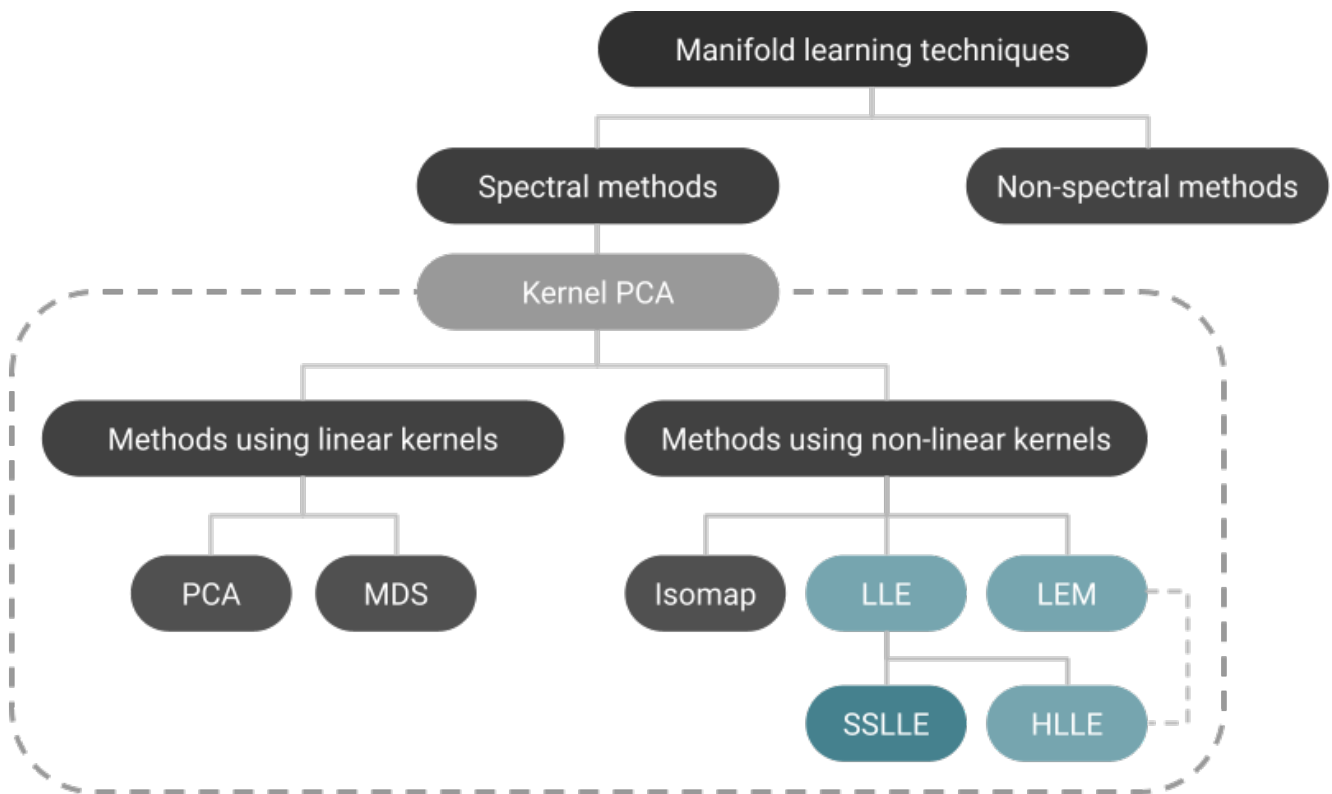 Manifold learning techniques
Spectral methods
Non-spectral methods
Kernel PCA
Methods using linear kernels
Methods using non-linear kernels
PCA
MDS
Isomap
LLE
LEM
SSLLE
HLLE